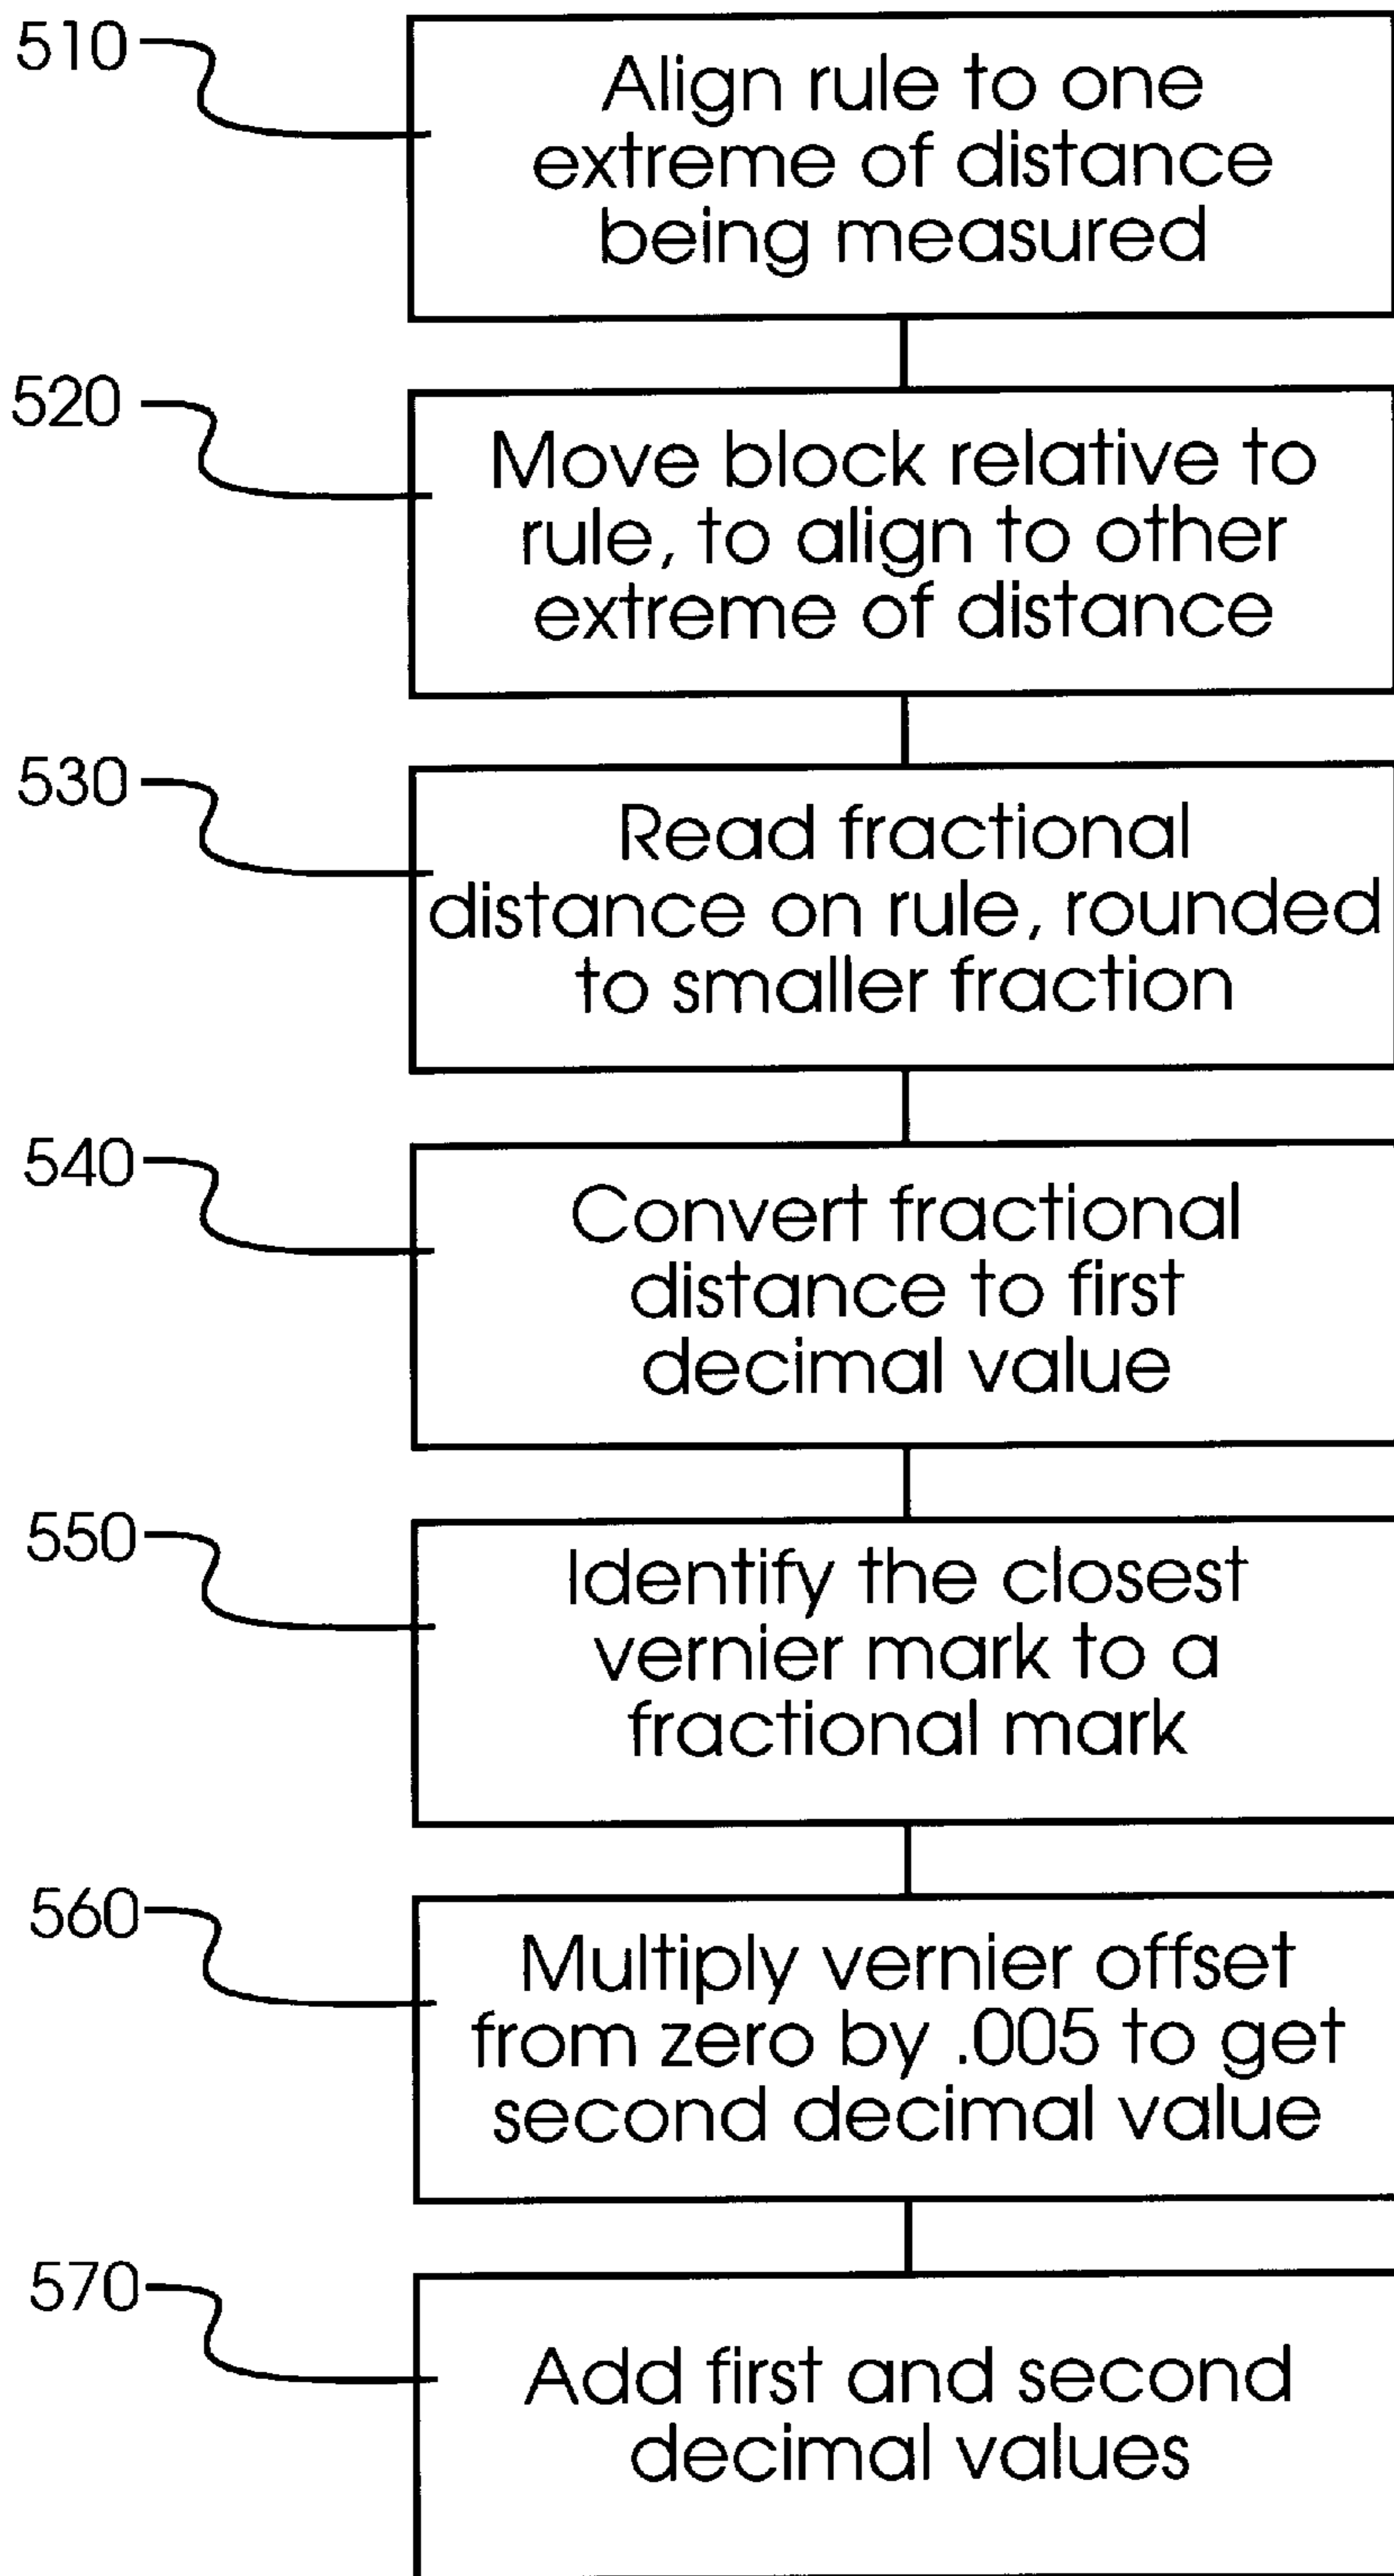 510
Align rule to one
extreme of distance
being measured
520
Move block relative to
rule, to align to other
extreme of distance
530
Read fractional
distance on rule, rounded
to smaller fraction
540
Convert fractional
distance to first
decimal value
550
Identify the closest
vernier mark to a
fractional mark
560
Multiply vernier offset
from zero by .005 to get
second decimal value
570
Add first and second
decimal values